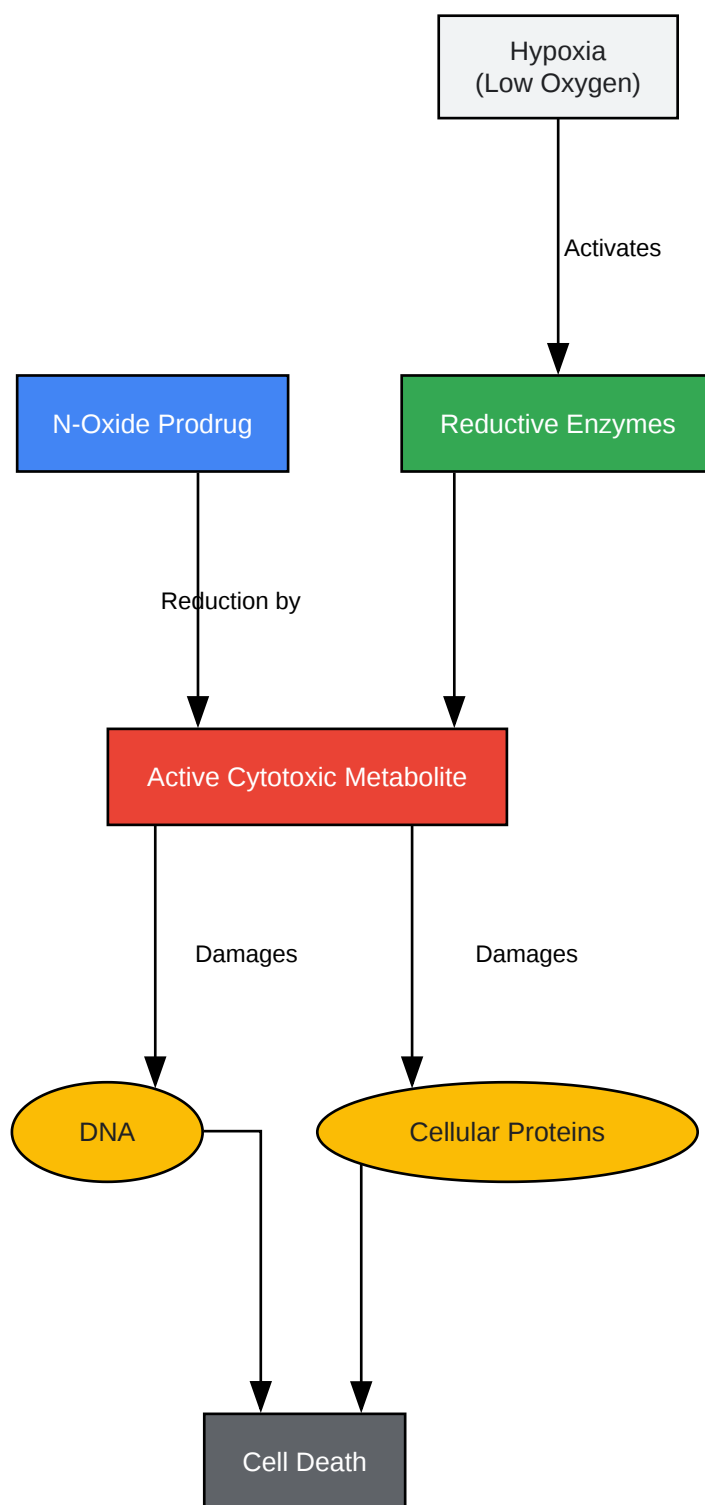 Hypoxia
(Low Oxygen)
Activates
N-Oxide Prodrug
Reductive Enzymes
Reduction by
Active Cytotoxic Metabolite
Damages
Damages
DNA
Cellular Proteins
Cell Death